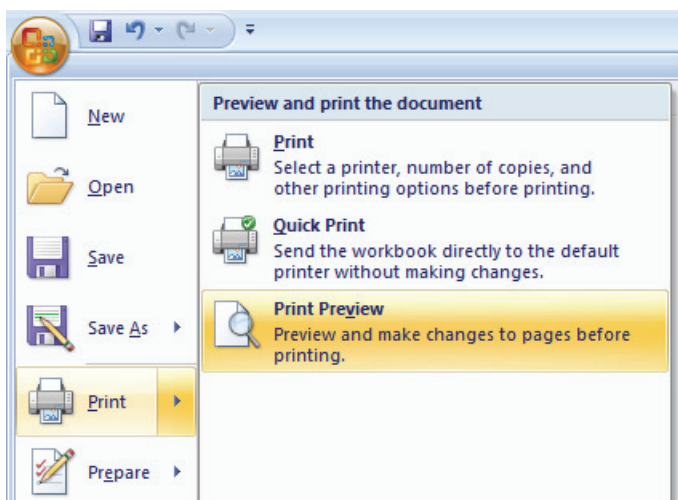 New
Open
Save
Save As
Print
Prepare
Preview and print the document
Print
Select a printer, number of copies, and
other printing options before printing.
Quick Print
Send the workbook directly to the default
printer without making changes.
Print Preview
Preview and make changes to pages before
printing.